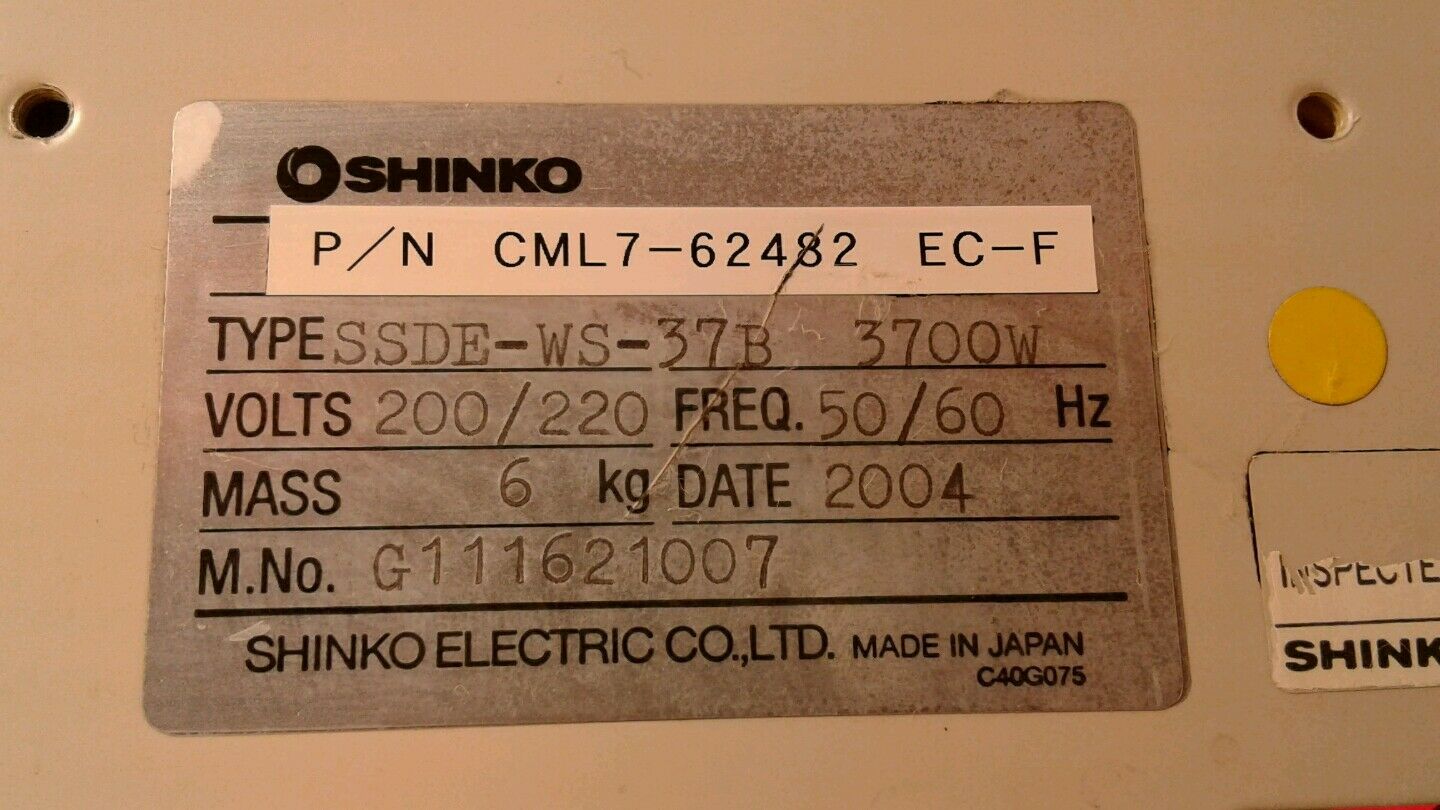 SHINKO
P/N CML7-62482 EC-F
TYPE SSDE-WS-37B 3700W
VOLTS 200/220 FREQ. 50/60 Hz
MASS 6 kg DATE 2004
M.No. G111621007
SHINKO ELECTRIC CO.,LTD. MADE IN JAPAN
C40G075
INSPECTE
SHINK